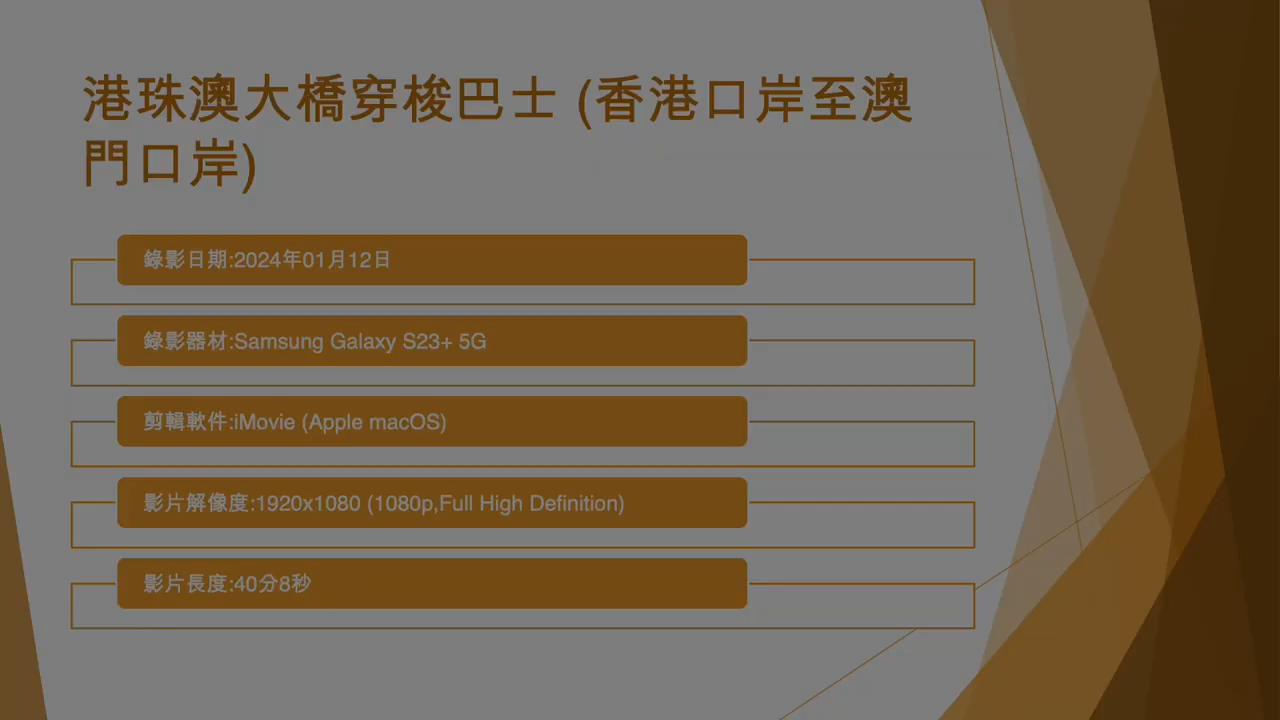 港珠澳大橋穿梭巴士 (香港口岸至澳
門口岸)
錄影日期:2024年01月12日
錄影器材:Samsung Galaxy S23+ 5G
剪輯軟件:iMovie (Apple macOS)
影片解像度:1920x1080 (1080p,Full High Definition)
影片長度:40分8秒